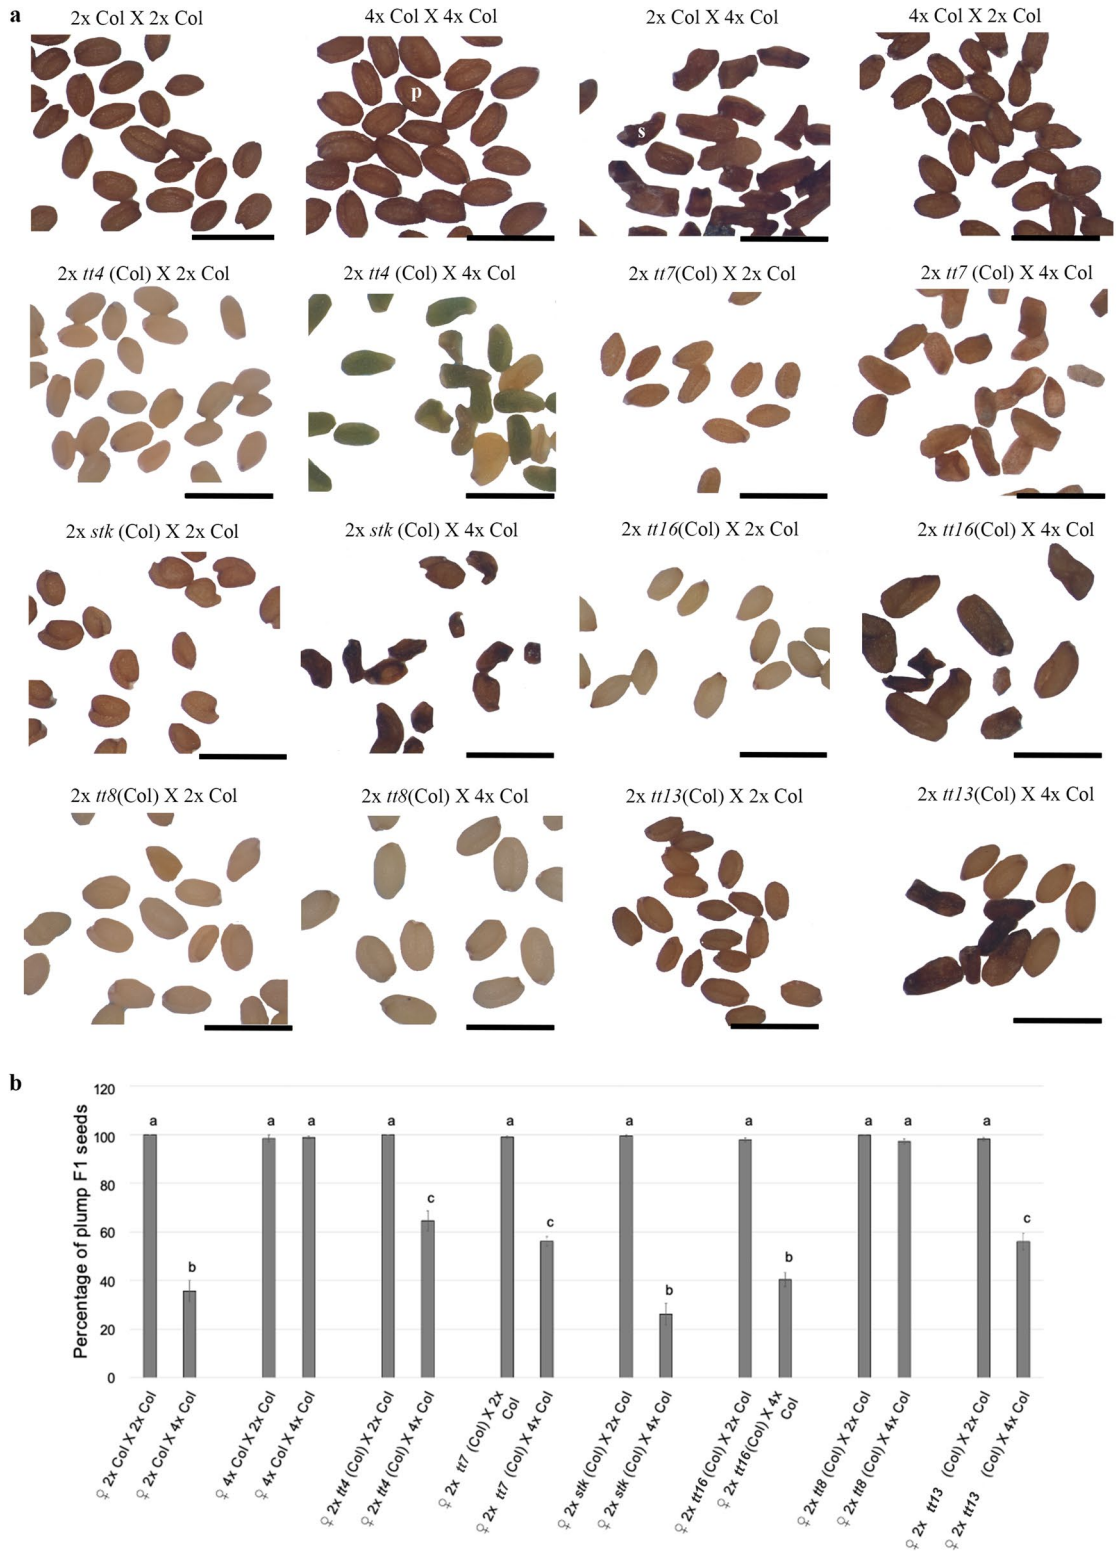 a
2x Col X 2x Col
4x Col X 4x Col
2x Col X 4x Col
4x Col X 2x Col
p
s
2x tt4 (Col) X 2x Col
2x tt4 (Col) X 4x Col
2x tt7(Col) X 2x Col
2x tt7 (Col) X 4x Col
2x stk (Col) X 2x Col
2x stk (Col) X 4x Col
2x tt16(Col) X 2x Col
2x tt16(Col) X 4x Col
2x tt8(Col) X 2x Col
2x tt8(Col) X 4x Col
2x tt13(Col) X 2x Col
2x tt13(Col) X 4x Col
b
Percentage of plump F1 seeds
120
100
80
60
40
20
0
a
b
a
a
a
c
a
c
a
b
a
b
a
a
a
c
♀ 2x Col X 2x Col
♀ 2x Col X 4x Col
♀ 4x Col X 2x Col
♀ 4x Col X 4x Col
♀ 2x tt4 (Col) X 2x Col
♀ 2x tt4 (Col) X 4x Col
♀ 2x tt7 (Col) X 2x
Col
♀ 2x tt7 (Col) X 4x Col
♀ 2x stk (Col) X 2x Col
♀ 2x stk (Col) X 4x Col
♀ 2x tt16 (Col) X 2x Col
♀ 2x tt16(Col) X 4x
Col
♀ 2x tt8 (Col) X 2x Col
♀ 2x tt8 (Col) X 4x Col
♀ 2x tt13 (Col) X 2x Col
♀ 2x tt13 (Col) X 4x Col